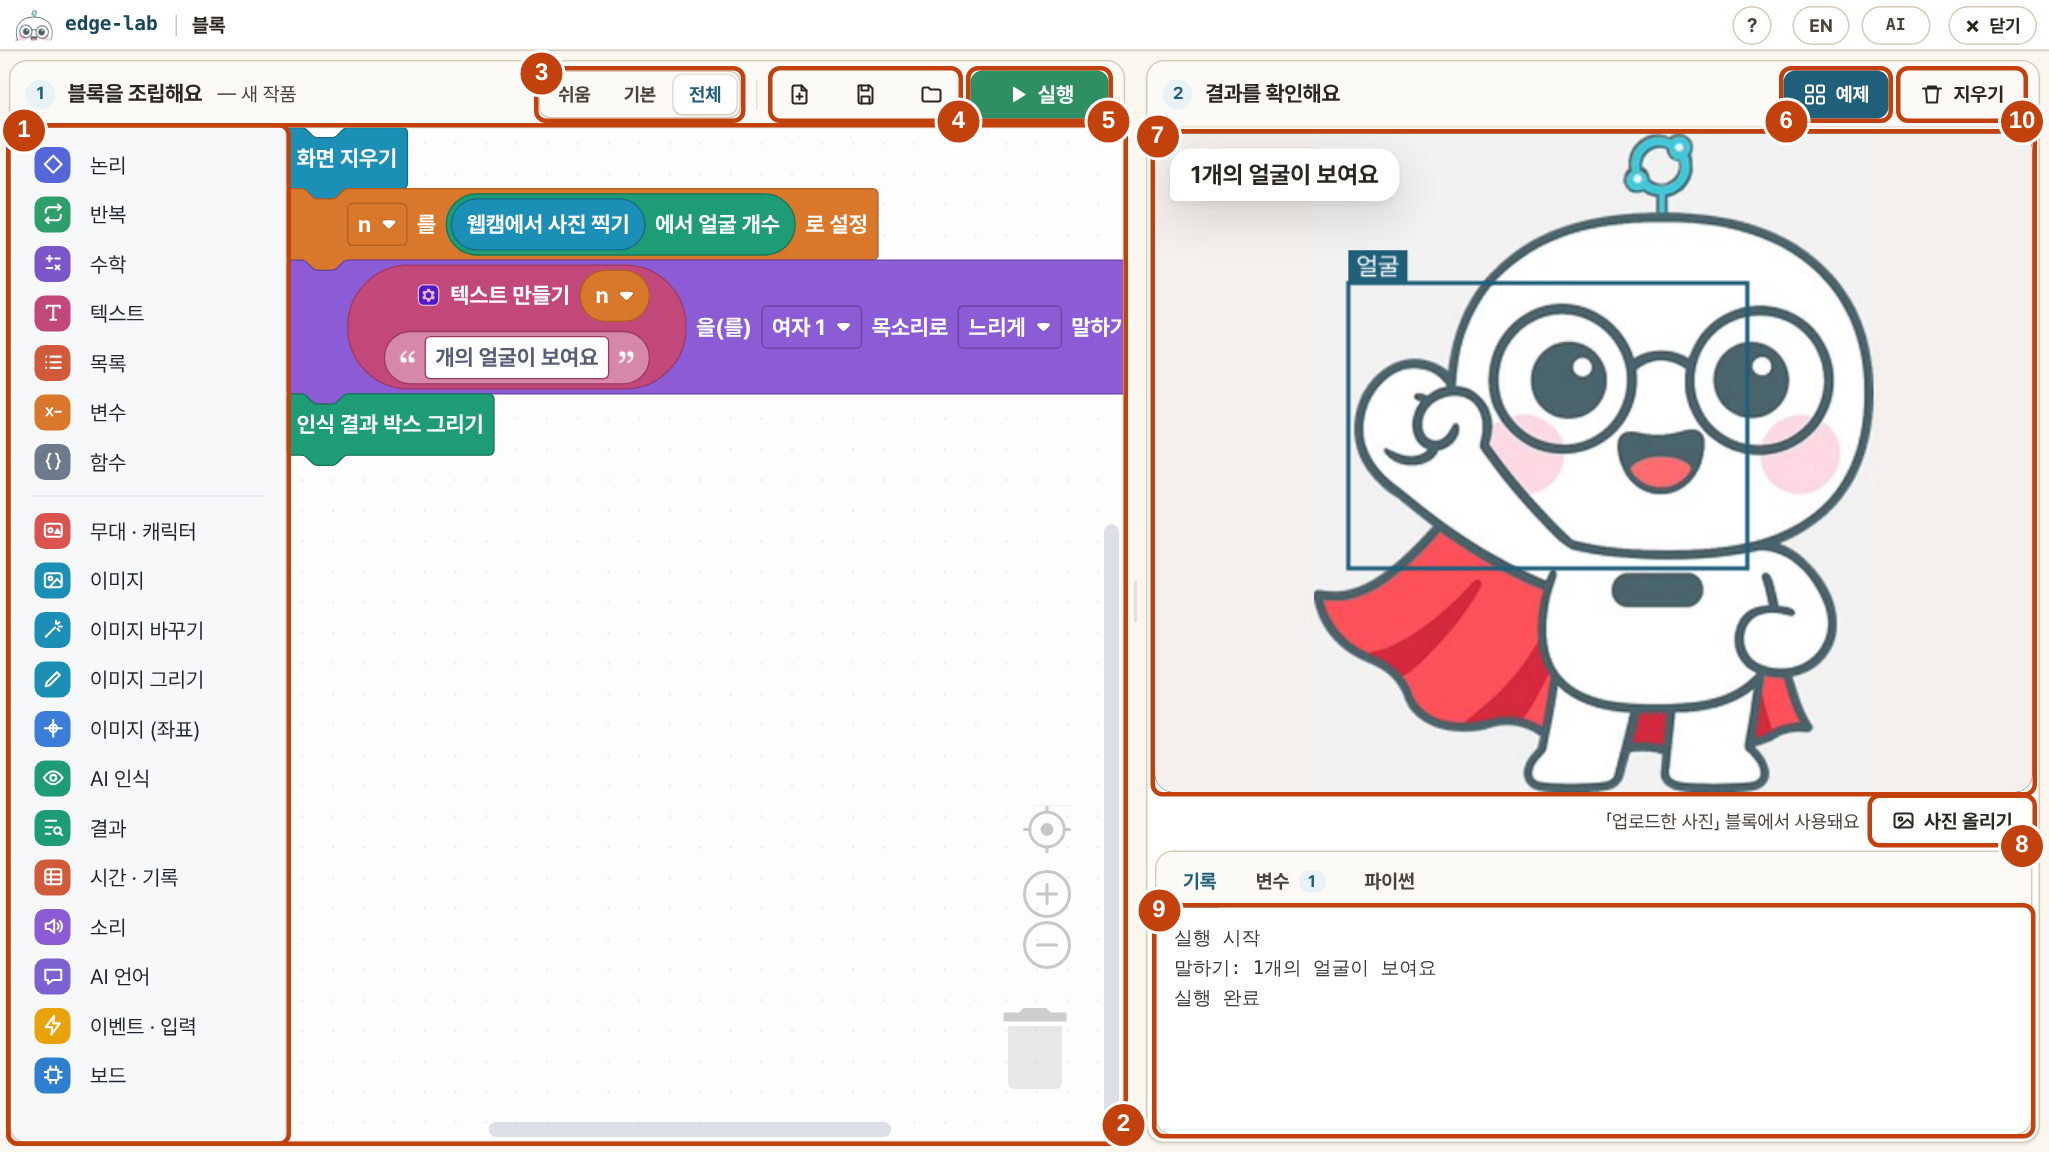 edge-lab 블록
? EN AI × 닫기
1 블록을 조립해요 — 새 작품
3 쉬움 기본 전체
4
실행 5
2 결과를 확인해요
예제 6
지우기 10
1
논리
반복
수학
텍스트
목록
변수
함수
무대 · 캐릭터
이미지
이미지 바꾸기
이미지 그리기
이미지 (좌표)
AI 인식
결과
시간 · 기록
소리
AI 언어
이벤트 · 입력
보드
화면 지우기
n 를 웹캠에서 사진 찍기 에서 얼굴 개수 로 설정
텍스트 만들기 n
“ 개의 얼굴이 보여요 ”
을(를) 여자 1 목소리로 느리게 말하기
인식 결과 박스 그리기
2
7
1개의 얼굴이 보여요
얼굴
「업로드한 사진」 블록에서 사용돼요
사진 올리기 8
기록 변수 1 파이썬
9
실행 시작
말하기: 1개의 얼굴이 보여요
실행 완료